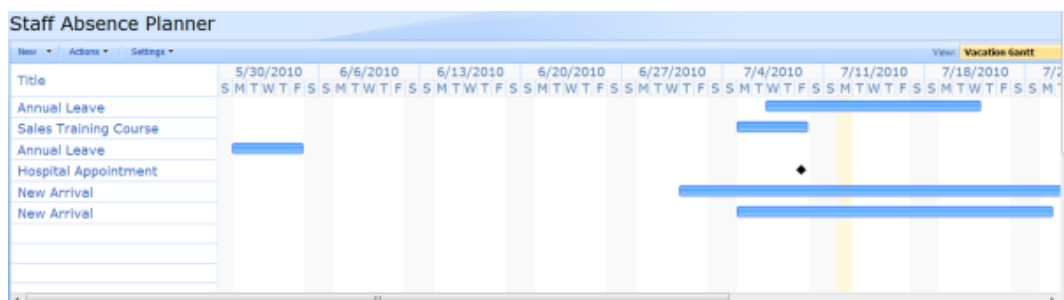 Staff Absence Planner
New Actions Settings View: Vacation Gantt
Title 5/30/2010 6/6/2010 6/13/2010 6/20/2010 6/27/2010 7/4/2010 7/11/2010 7/18/2010
S M T W T F S S M T W T F S S M T W T F S S M T W T F S S M T W T F S S M T W T F S S M T W T F S S M T W T F S S M
Annual Leave
Sales Training Course
Annual Leave
Hospital Appointment
New Arrival
New Arrival